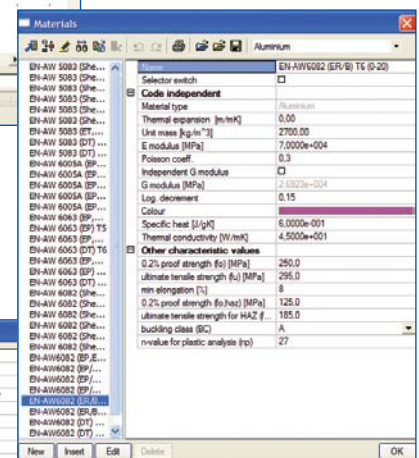 Materials
Aluminium
EN-AW 5083 (She...
EN-AW 5083 (She...
EN-AW 5083 (She...
EN-AW 5083 (She...
EN-AW 5083 (She...
EN-AW 5083 (ET,...
EN-AW 5083 (DT) ...
EN-AW 5083 (DT) ...
EN-AW 6005A (EP...
EN-AW 6005A (EP...
EN-AW 6005A (EP...
EN-AW 6005A (EP...
EN-AW 6005A (EP...
EN-AW 6063 (EP,...
EN-AW 6063 (EP) T5
EN-AW 6063 (EP,...
EN-AW 6063 (DT) T6
EN-AW 6063 (EP,...
EN-AW 6063 (EP) ...
EN-AW 6063 (DT) ...
EN-AW 6082 (She...
EN-AW 6082 (She...
EN-AW 6082 (She...
EN-AW 6082 (She...
EN-AW 6082 (She...
EN-AW6082 (EP,E...
EN-AW6082 (EP/...
EN-AW6082 (EP/...
EN-AW6082 (EP/...
EN-AW6082 (ER/B...
EN-AW6082 (ER/B...
EN-AW6082 (DT) ...
EN-AW6082 (DT) ...
Name EN-AW6082 (ER/B) T6 (0-20)
Selector switch
Code independent
Material type Aluminium
Thermal expansion [m/mK] 0,00
Unit mass [kg/m^3] 2700,00
E modulus [MPa] 7,0000e+004
Poisson coeff. 0,3
Independent G modulus
G modulus [MPa] 2,6923e+004
Log. decrement 0,15
Colour
Specific heat [J/gK] 6,0000e-001
Thermal conductivity [W/mK] 4,5000e+001
Other characteristic values
0.2% proof strength (fo) [MPa] 250,0
ultimate tensile strength (fu) [MPa] 295,0
min elongation [%] 8
0.2% proof strength (fo,haz) [MPa] 125,0
ultimate tensile strength for HAZ (f... 185,0
buckling class (BC) A
n-value for plastic analysis (np) 27
New Insert Edit Delete OK